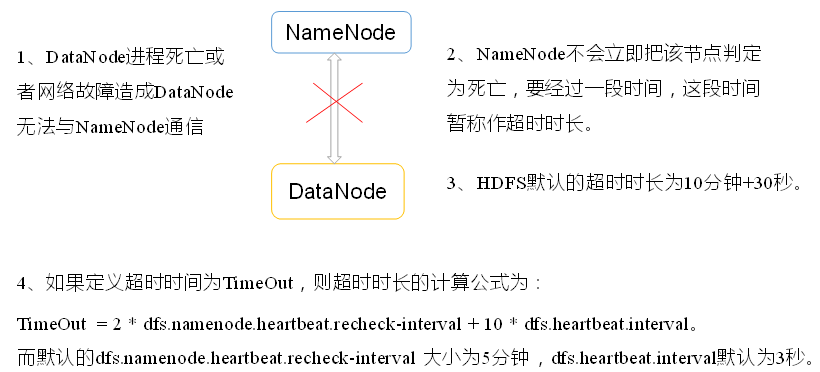 NameNode
1、DataNode进程死亡或
者网络故障造成DataNode
无法与NameNode通信
2、NameNode不会立即把该节点判定
为死亡，要经过一段时间，这段时间
暂称作超时时长。
DataNode
3、HDFS默认的超时时长为10分钟+30秒。
4、如果定义超时时间为TimeOut，则超时时长的计算公式为：
TimeOut = 2 * dfs.namenode.heartbeat.recheck-interval + 10 * dfs.heartbeat.interval。
而默认的dfs.namenode.heartbeat.recheck-interval 大小为5分钟，dfs.heartbeat.interval默认为3秒。